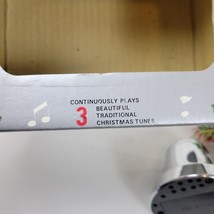 CONTINUOUSLY PLAYS
3 BEAUTIFUL
TRADITIONAL
CHRISTMAS TUNES